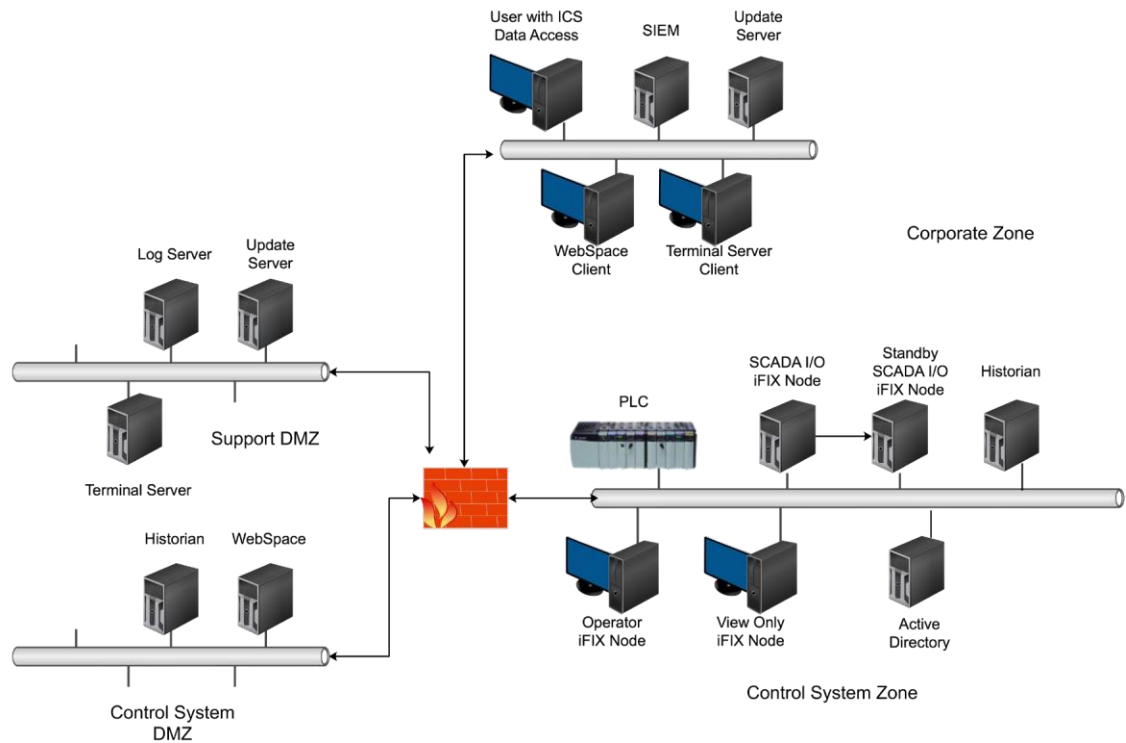 User with ICS
Data Access
SIEM
Update
Server
WebSpace
Client
Terminal Server
Client
Corporate Zone
Log Server
Update
Server
Terminal Server
Support DMZ
Historian
WebSpace
Control System
DMZ
PLC
SCADA I/O
iFIX Node
Standby
SCADA I/O
iFIX Node
Historian
Operator
iFIX Node
View Only
iFIX Node
Active
Directory
Control System Zone